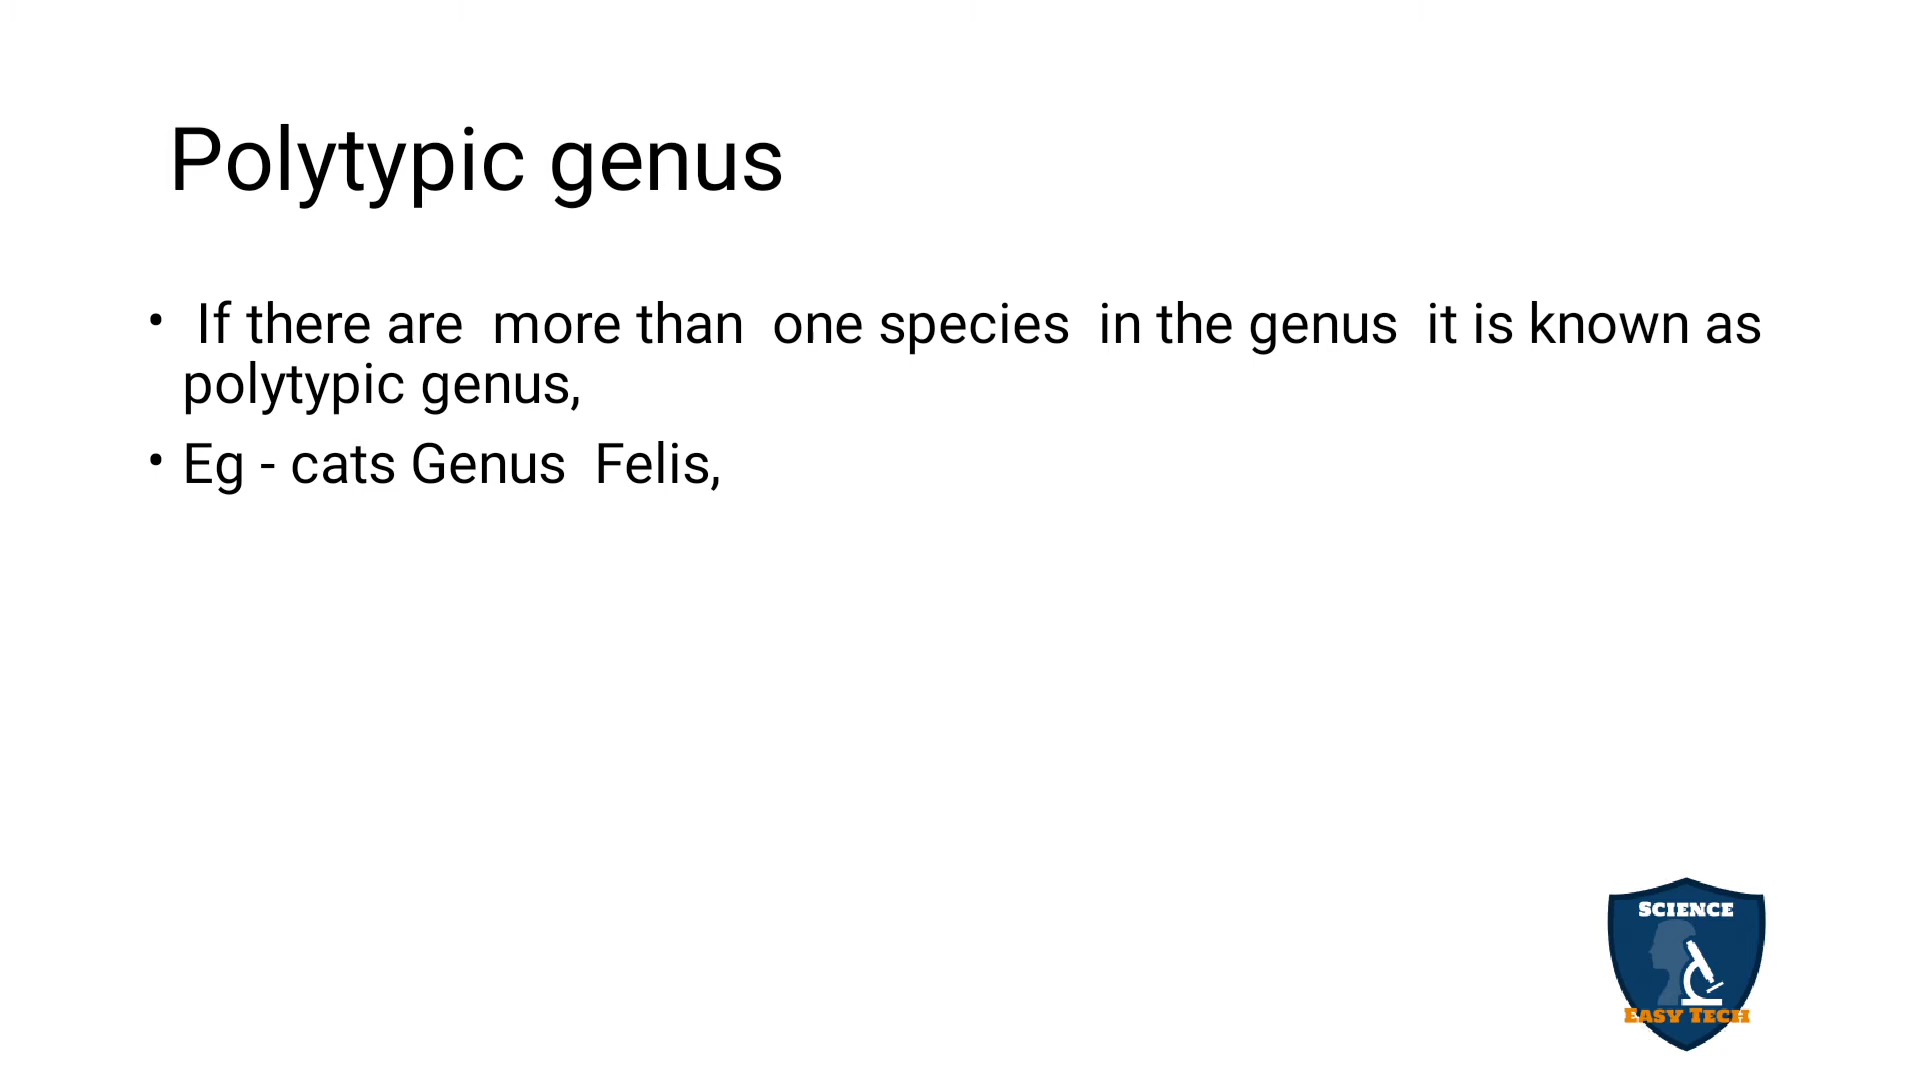 Polytypic genus
• If there are more than one species in the genus it is known as
polytypic genus,
• Eg - cats Genus Felis,
SCIENCE
EASY TECH